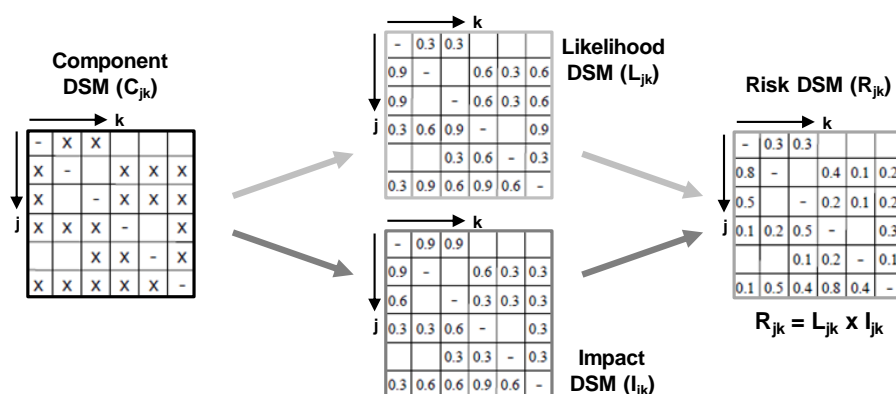 Component
DSM (Cjk)
k
j
- X X
X - X X X
X - X X X
X X X - X
X X - X
X X X X X -
k
j
- 0.3 0.3
0.9 - 0.6 0.3 0.6
0.9 - 0.6 0.3 0.6
0.3 0.6 0.9 - 0.9
0.3 0.6 - 0.3
0.3 0.9 0.6 0.9 0.6 -
Likelihood
DSM (Ljk)
k
j
- 0.9 0.9
0.9 - 0.6 0.3 0.3
0.6 - 0.3 0.3 0.3
0.3 0.3 0.6 - 0.3
0.3 0.3 - 0.3
0.3 0.6 0.6 0.9 0.6 -
Impact
DSM (Ijk)
Risk DSM (Rjk)
k
j
- 0.3 0.3
0.8 - 0.4 0.1 0.2
0.5 - 0.2 0.1 0.2
0.1 0.2 0.5 - 0.3
0.1 0.2 - 0.1
0.1 0.5 0.4 0.8 0.4 -
Rjk = Ljk x Ijk